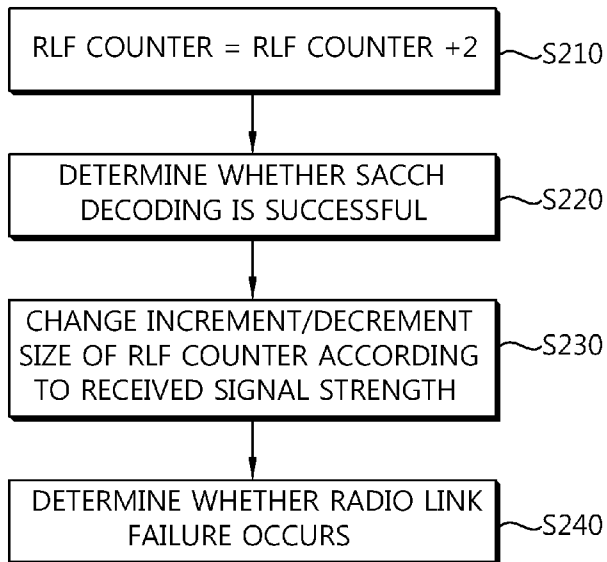 RLF COUNTER = RLF COUNTER +2
S210
DETERMINE WHETHER SACCH
DECODING IS SUCCESSFUL
S220
CHANGE INCREMENT/DECREMENT
SIZE OF RLF COUNTER ACCORDING
TO RECEIVED SIGNAL STRENGTH
S230
DETERMINE WHETHER RADIO LINK
FAILURE OCCURS
S240